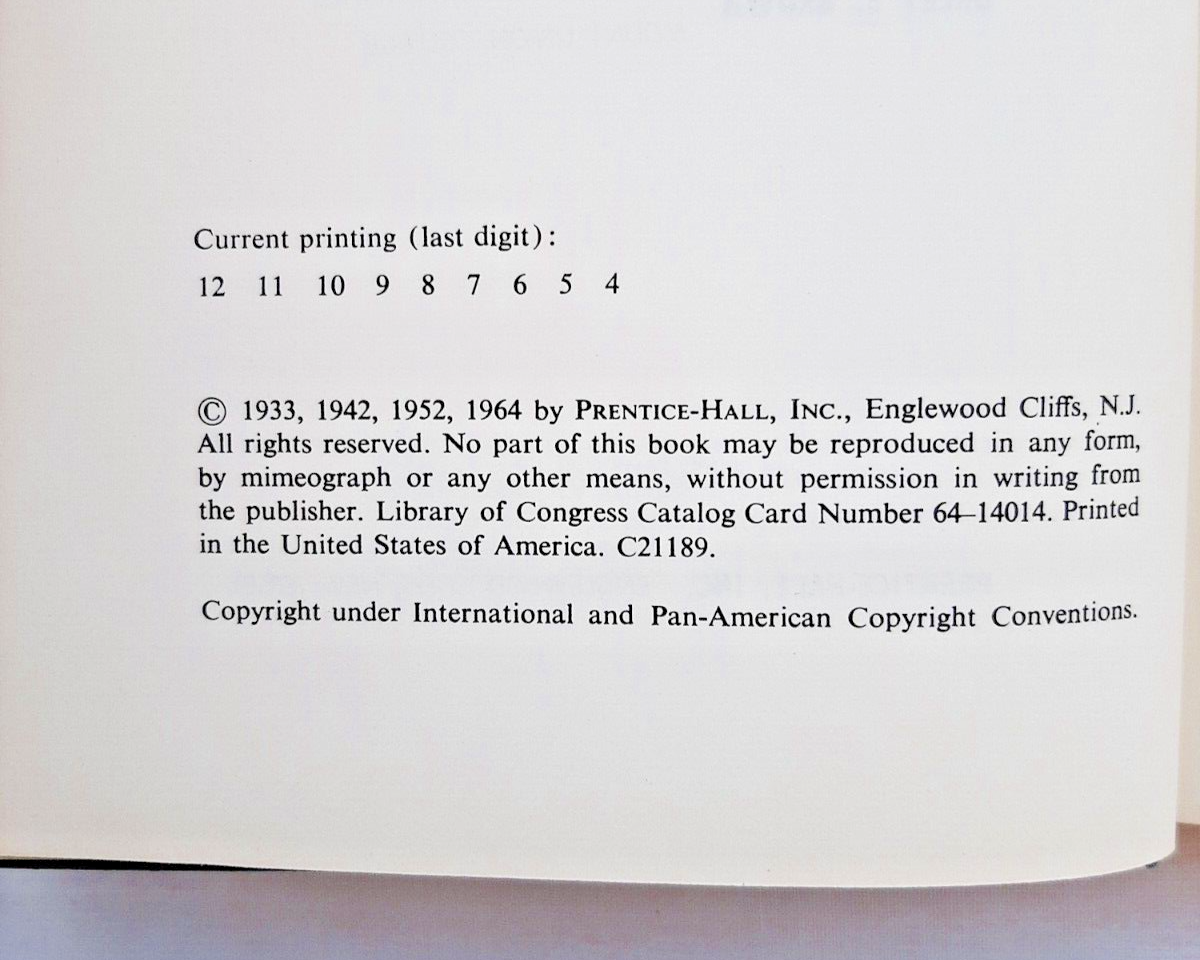 Current printing (last digit):
12 11 10 9 8 7 6 5 4
© 1933, 1942, 1952, 1964 by PRENTICE-HALL, INC., Englewood Cliffs, N.J.
All rights reserved. No part of this book may be reproduced in any form,
by mimeograph or any other means, without permission in writing from
the publisher. Library of Congress Catalog Card Number 64–14014. Printed
in the United States of America. C21189.
Copyright under International and Pan-American Copyright Conventions.